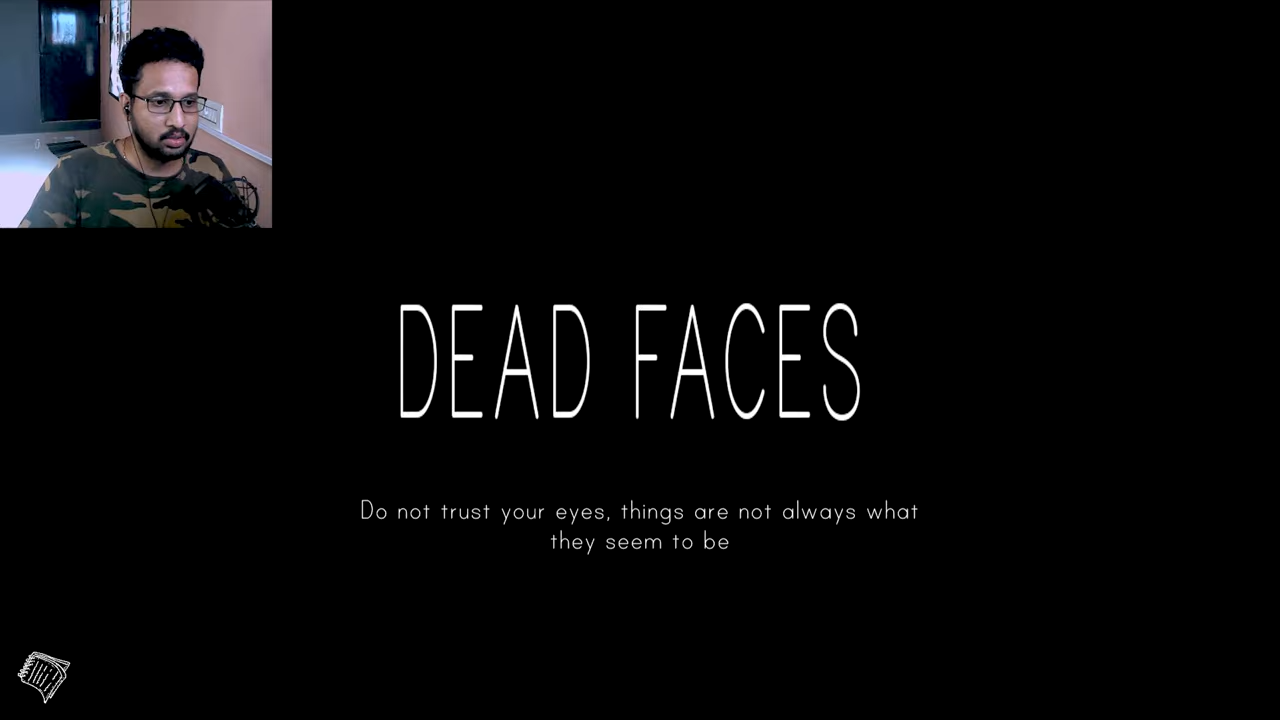 DEAD FACES
Do not trust your eyes, things are not always what
they seem to be